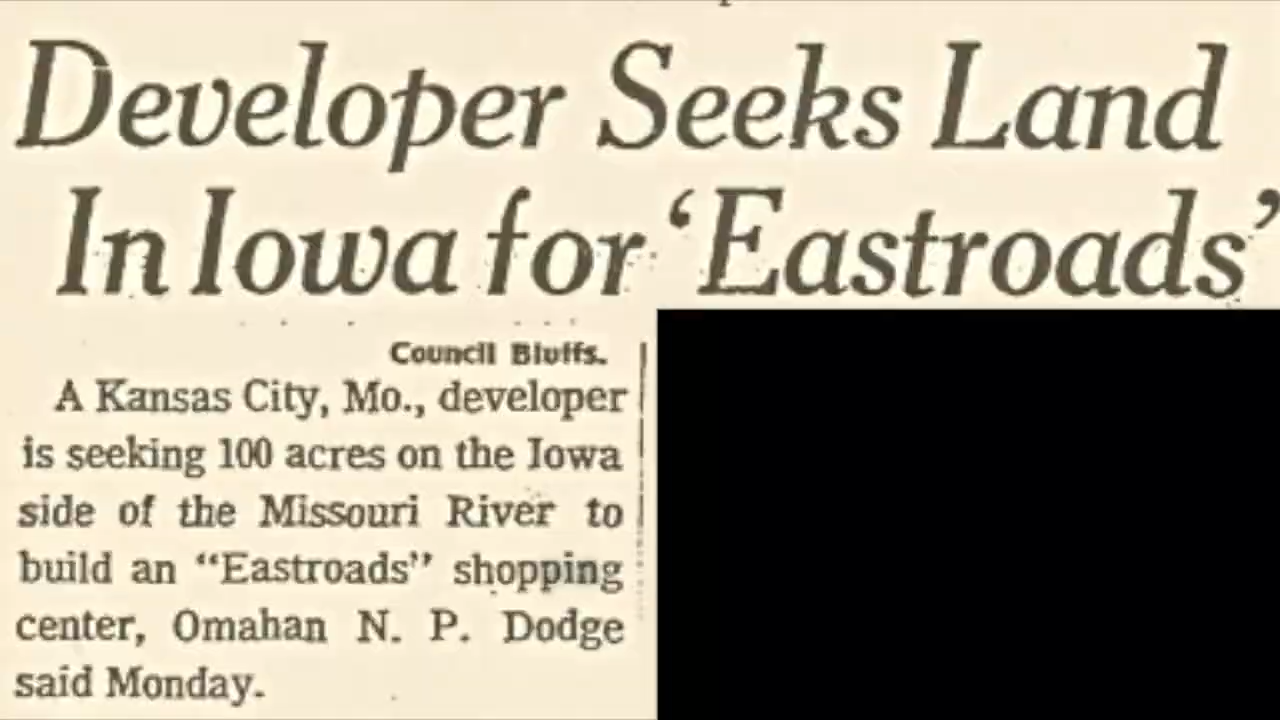 Developer Seeks Land
In Iowa for ‘Eastroads’
Council Bluffs.
A Kansas City, Mo., developer
is seeking 100 acres on the Iowa
side of the Missouri River to
build an “Eastroads” shopping
center, Omahan N. P. Dodge
said Monday.